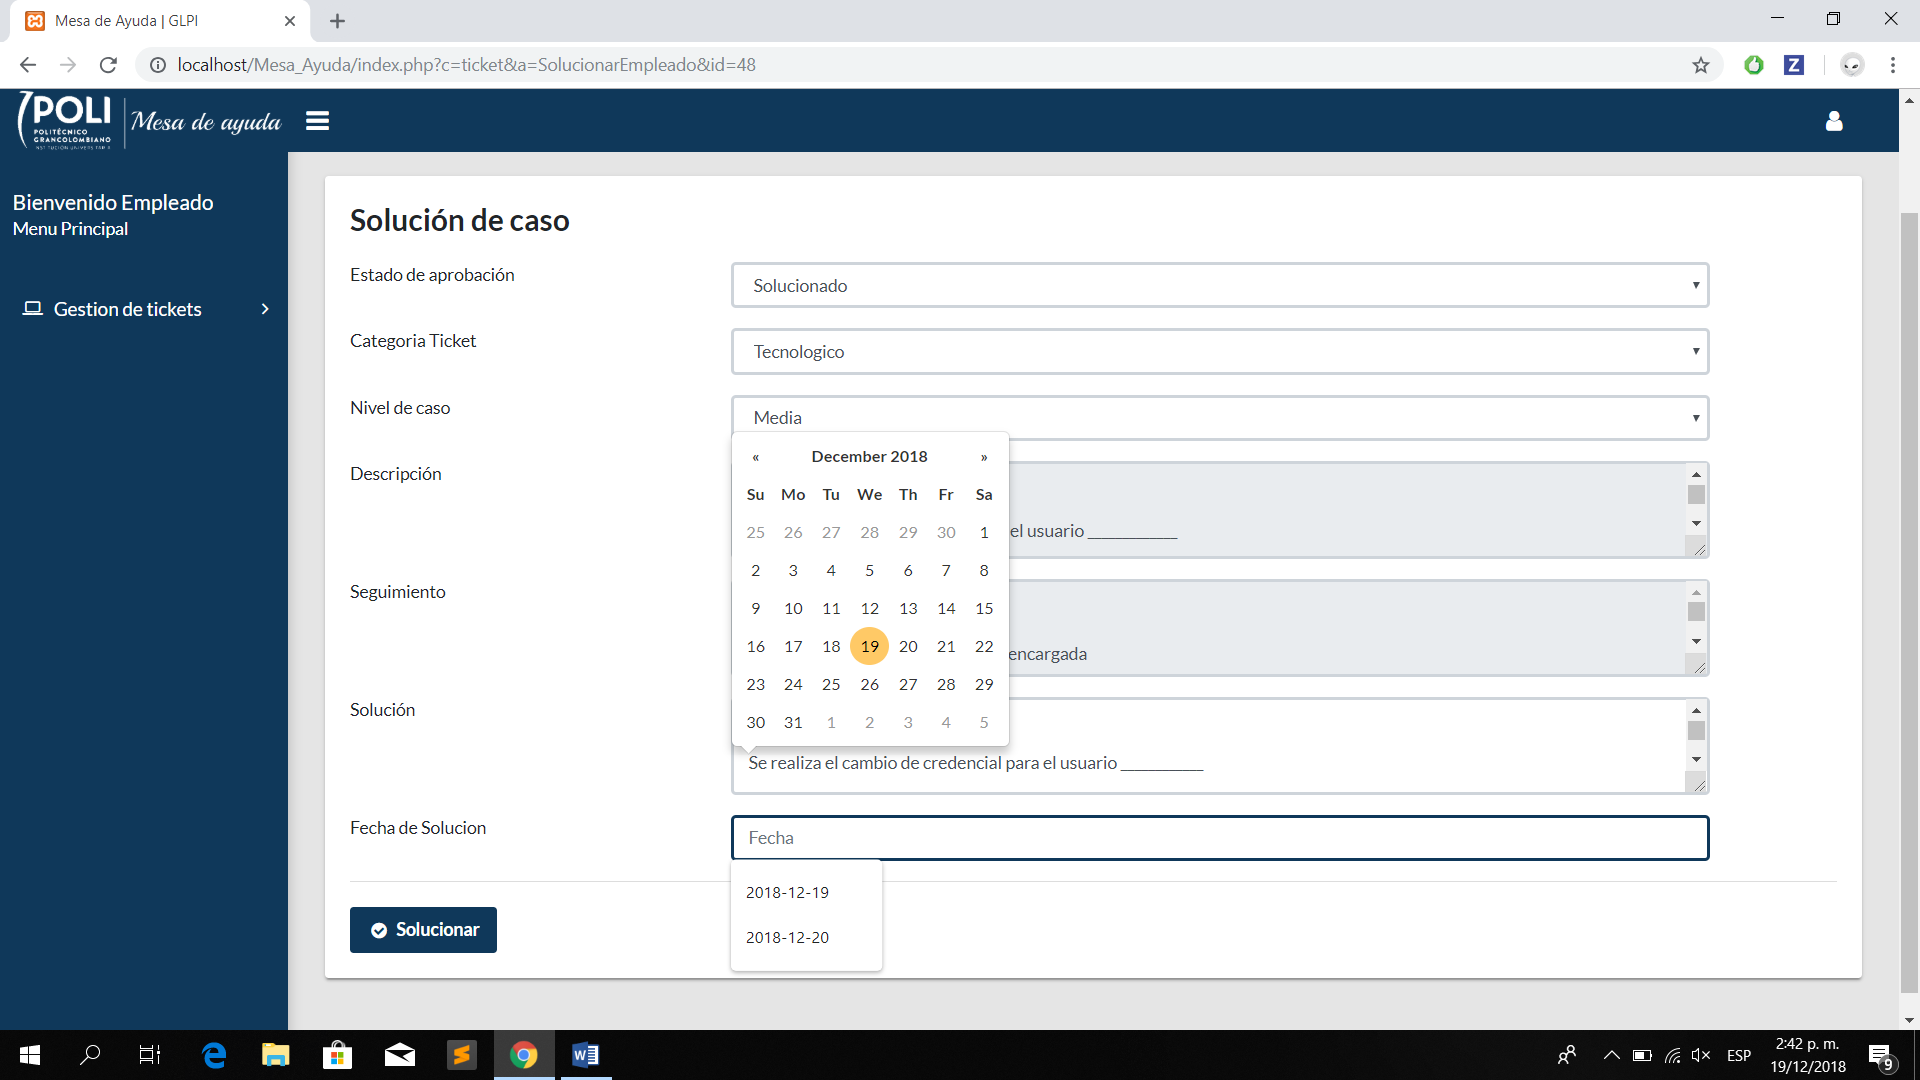 Mesa de Ayuda | GLPI
localhost/Mesa_Ayuda/index.php?c=ticket&a=SolucionarEmpleado&id=48
Z
POLI
POLITÉCNICO
GRANCOLOMBIANO
Mesa de ayuda
Bienvenido Empleado
Menu Principal
Gestion de tickets
Solución de caso
Estado de aprobación
Solucionado
Categoria Ticket
Tecnologico
Nivel de caso
Media
« December 2018 »
Su Mo Tu We Th Fr Sa
25 26 27 28 29 30 1
2 3 4 5 6 7 8
9 10 11 12 13 14 15
16 17 18 19 20 21 22
23 24 25 26 27 28 29
30 31 1 2 3 4 5
Descripción
el usuario ___________
Seguimiento
encargada
Solución
Se realiza el cambio de credencial para el usuario __________
Fecha de Solucion
Fecha
2018-12-19
2018-12-20
Solucionar
ESP
2:42 p. m.
19/12/2018
9